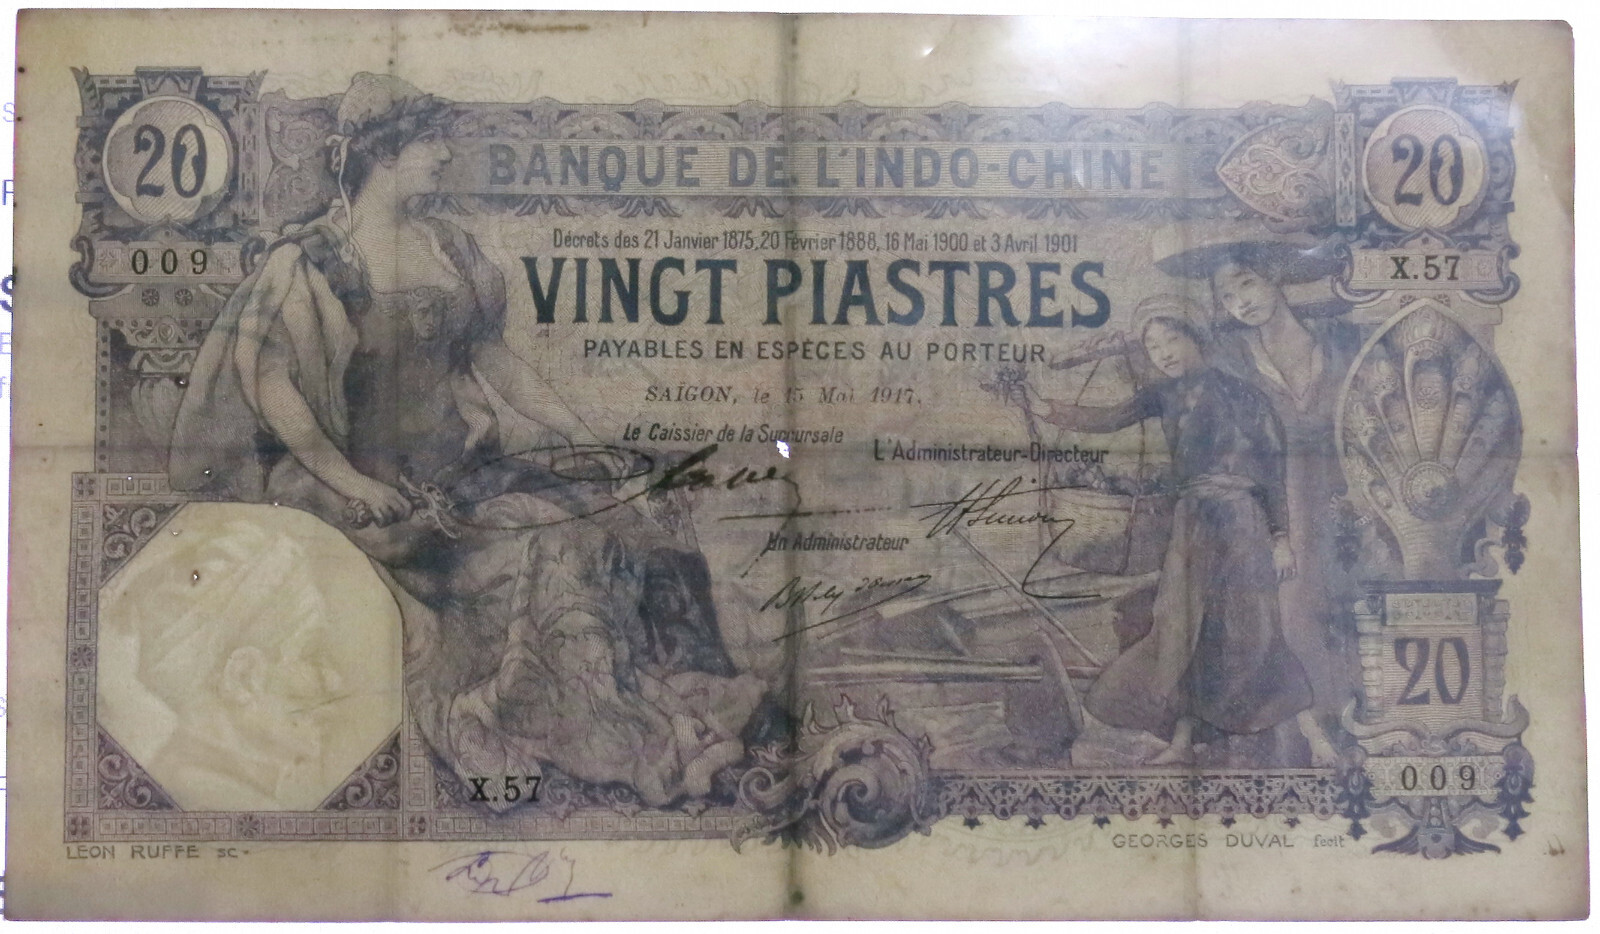 20
20
BANQUE DE L'INDO-CHINE
Décrets des 21 Janvier 1875, 20 Février 1888, 16 Mai 1900 et 3 Avril 1901
009
X.57
VINGT PIASTRES
PAYABLES EN ESPÈCES AU PORTEUR
SAÏGON, le 15 Mai 1917.
Le Caissier de la Succursale
L'Administrateur-Directeur
Un Administrateur
20
X.57
009
LEON RUFFE SC-
GEORGES DUVAL fecit